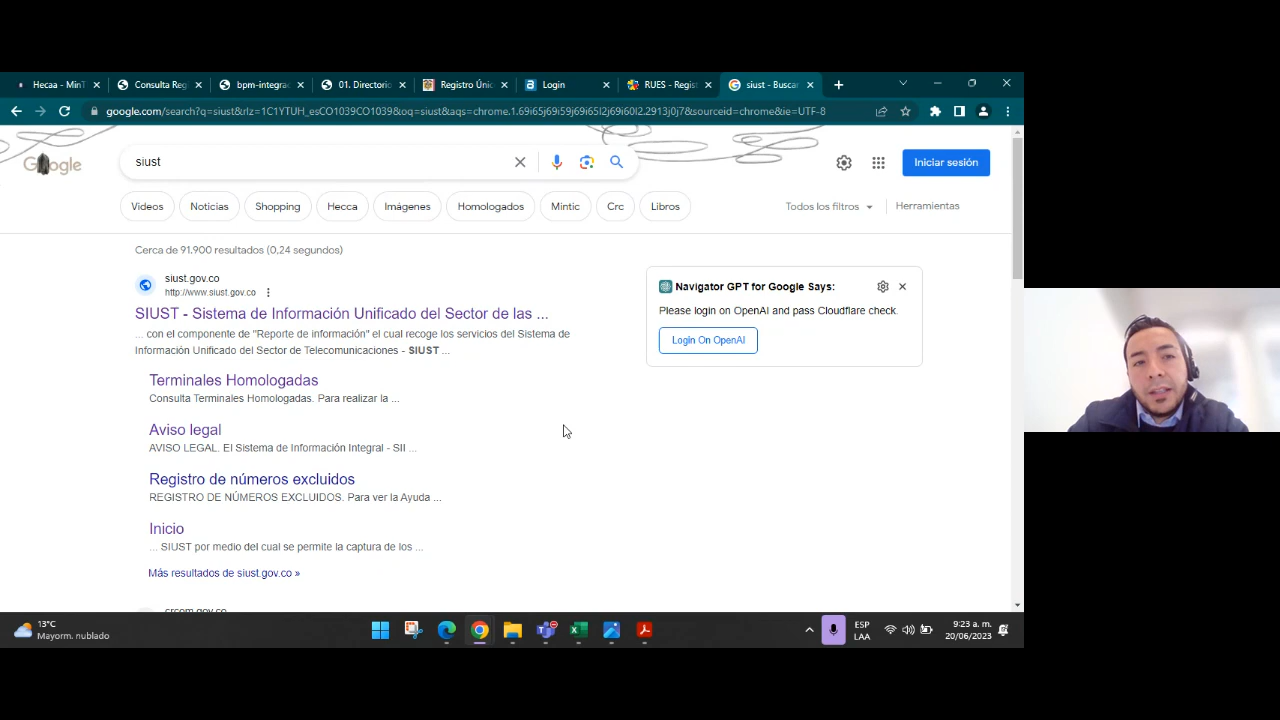 Hecaa - MinT
Consulta Reg
bpm-integrac
01. Directorio
Registro Únic
Login
RUES - Regist
siust - Buscar
google.com/search?q=siust&rlz=1C1YTUH_esCO1039CO1039&oq=siust&aqs=chrome.1.69i65j69i59j69i65l2j69i60l2.2913j0j7&sourceid=chrome&ie=UTF-8
Google
siust
Iniciar sesión
Videos
Noticias
Shopping
Hecca
Imágenes
Homologados
Mintic
Crc
Libros
Todos los filtros
Herramientas
Cerca de 91.900 resultados (0,24 segundos)
siust.gov.co
http://www.siust.gov.co
SIUST - Sistema de Información Unificado del Sector de las ...
... con el componente de "Reporte de información" el cual recoge los servicios del Sistema de
Información Unificado del Sector de Telecomunicaciones - SIUST ...
Terminales Homologadas
Consulta Terminales Homologadas. Para realizar la ...
Aviso legal
AVISO LEGAL. El Sistema de Información Integral - SII ...
Registro de números excluidos
REGISTRO DE NÚMEROS EXCLUIDOS. Para ver la Ayuda ...
Inicio
... SIUST por medio del cual se permite la captura de los ...
Más resultados de siust.gov.co »
crcom.gov.co
Navigator GPT for Google Says:
Please login on OpenAI and pass Cloudflare check.
Login On OpenAI
13°C
Mayorm. nublado
ESP
LAA
9:23 a. m.
20/06/2023